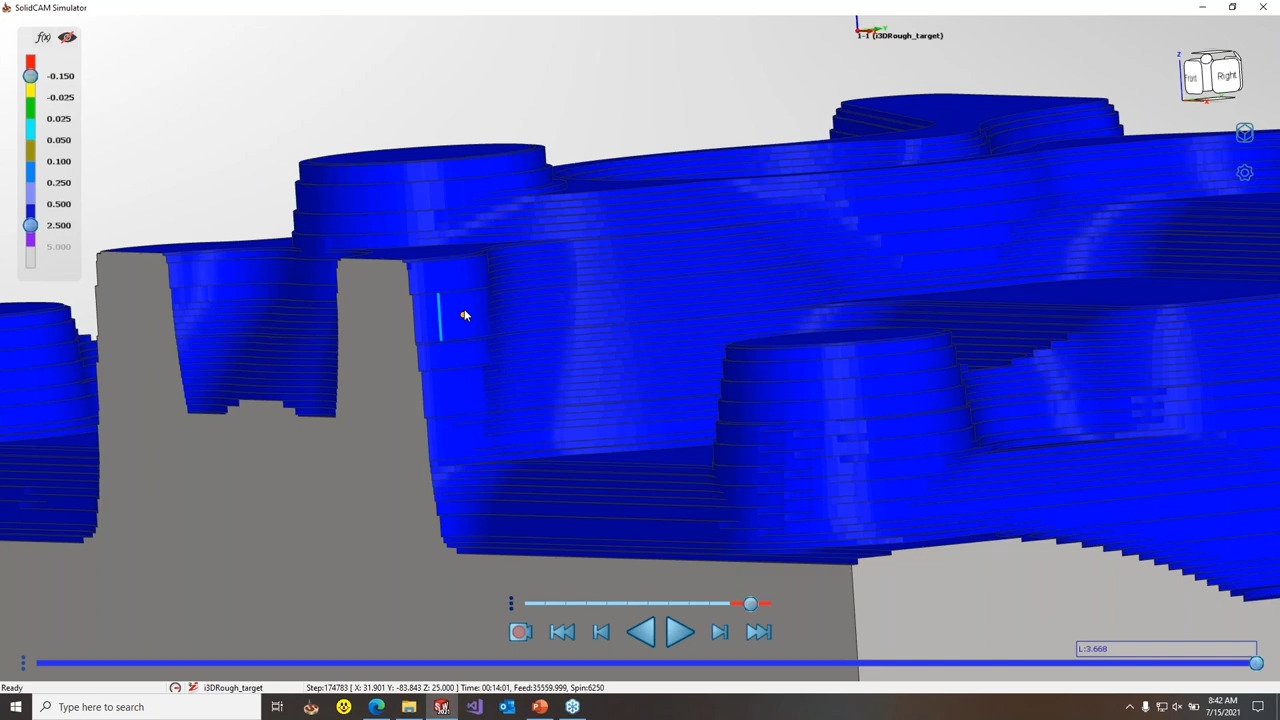 SolidCAM Simulator
f(x)
-0.150
-0.025
0.025
0.050
0.100
0.250
0.500
2.500
5.000
Y
1-1 (i3DRough_target)
Z
Front
Right
X
L:3.668
Ready
i3DRough_target
Step:174783 [ X: 31.901 Y: -83.843 Z: 25.000 ] Time: 00:14:01, Feed:35559.999, Spin:6250
Type here to search
2021
8:42 AM
7/15/2021